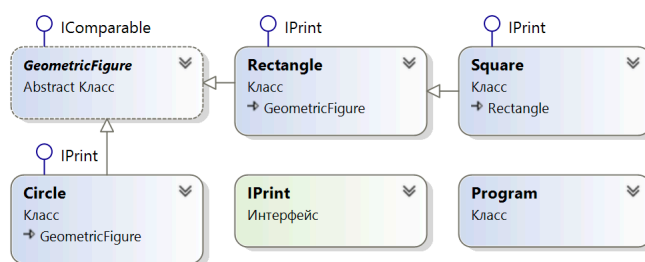 IComparable
IPrint
IPrint
GeometricFigure
Abstract Класс
Rectangle
Класс
GeometricFigure
Square
Класс
Rectangle
IPrint
Circle
Класс
GeometricFigure
IPrint
Интерфейс
Program
Класс